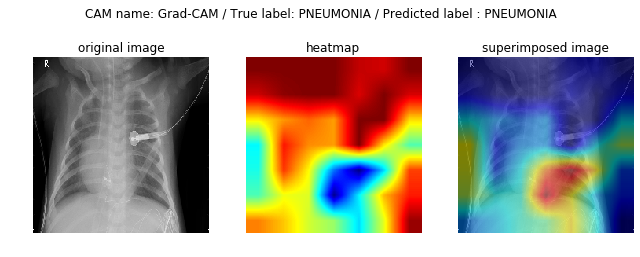 CAM name: Grad-CAM / True label: PNEUMONIA / Predicted label : PNEUMONIA
original image
heatmap
superimposed image
R
R